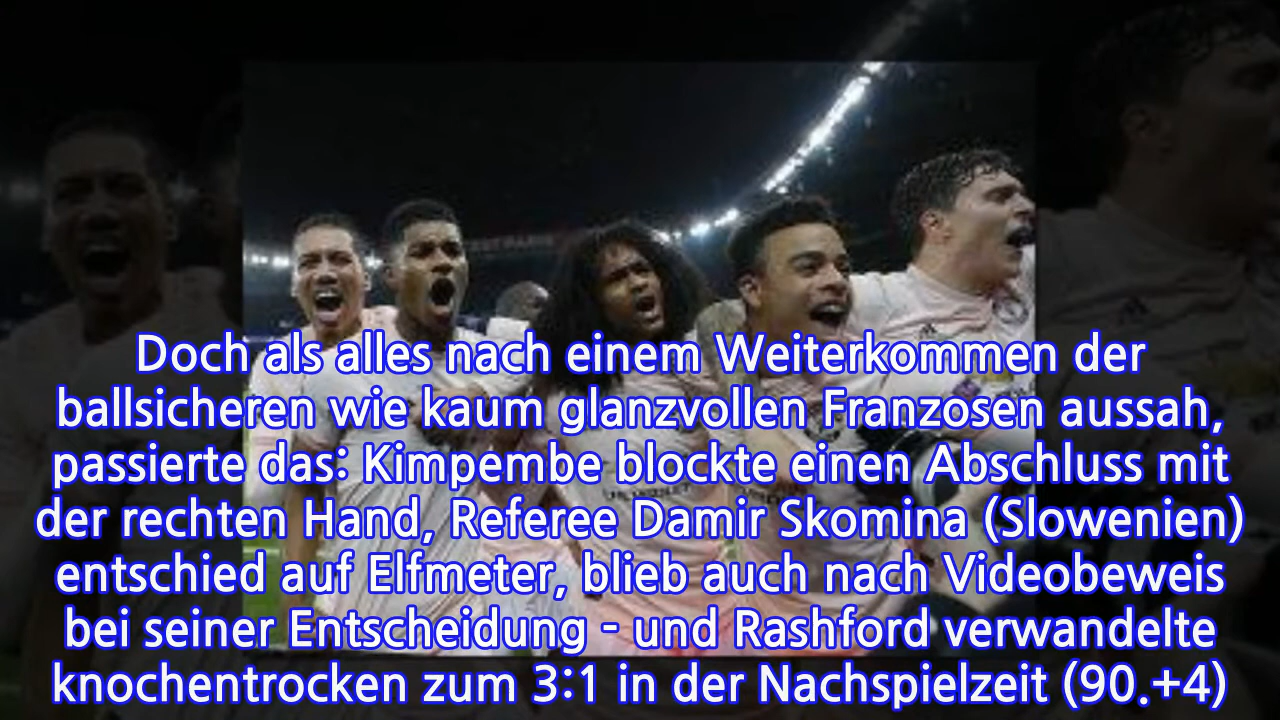 Doch als alles nach einem Weiterkommen der
ballsicheren wie kaum glanzvollen Franzosen aussah,
passierte das: Kimpembe blockte einen Abschluss mit
der rechten Hand, Referee Damir Skomina (Slowenien)
entschied auf Elfmeter, blieb auch nach Videobeweis
bei seiner Entscheidung - und Rashford verwandelte
knochentrocken zum 3:1 in der Nachspielzeit (90.+4)